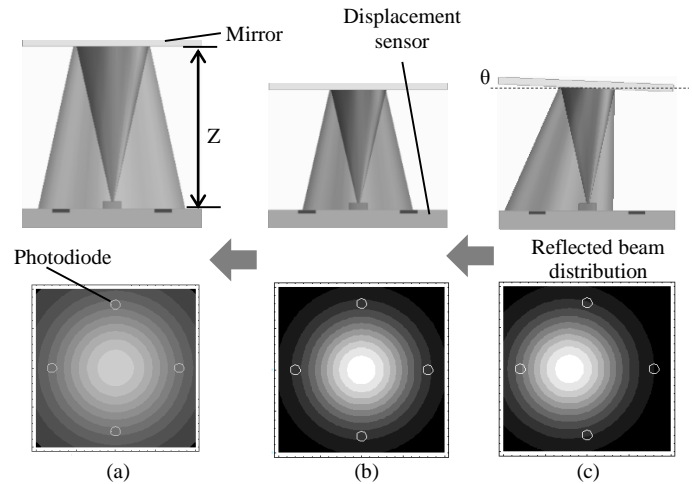 Mirror
Displacement
sensor
Z
θ
Photodiode
Reflected beam
distribution
(a)
(b)
(c)